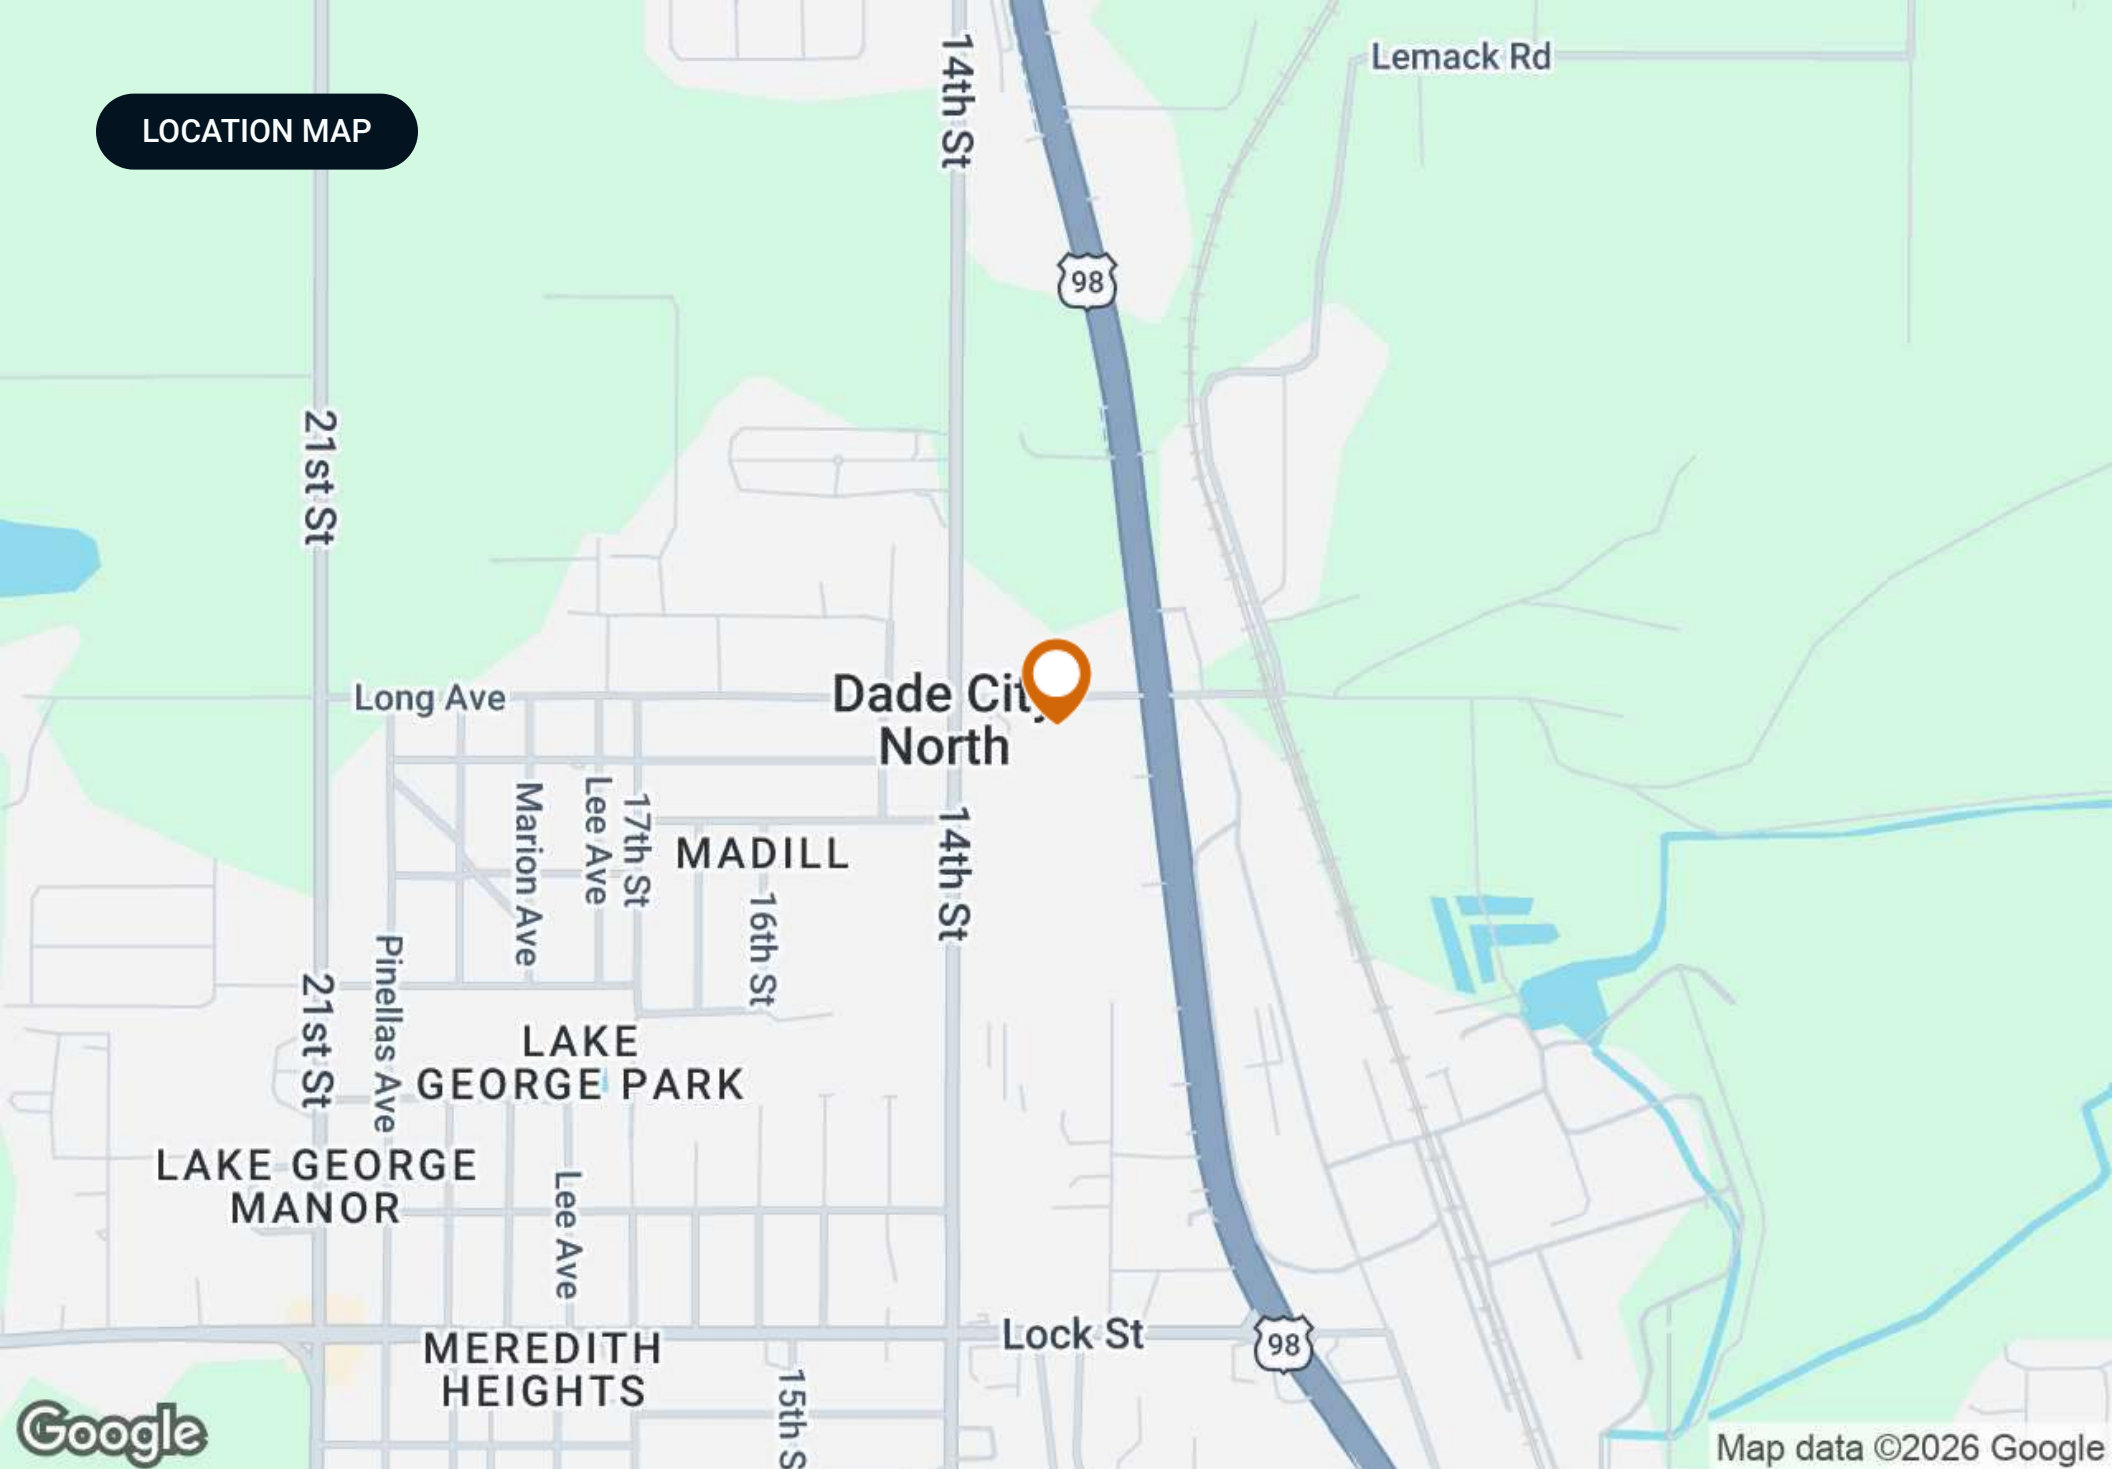 Lemack Rd
14th St
LOCATION MAP
98
21st St
Long Ave
Dade City
North
Marion Ave
Lee Ave
17th St
MADILL
14th St
16th St
Pinellas Ave
21st St
LAKE
GEORGE PARK
LAKE GEORGE
MANOR
Lee Ave
Lock St
98
MEREDITH
HEIGHTS
15th S
Google
Map data ©2026 Google